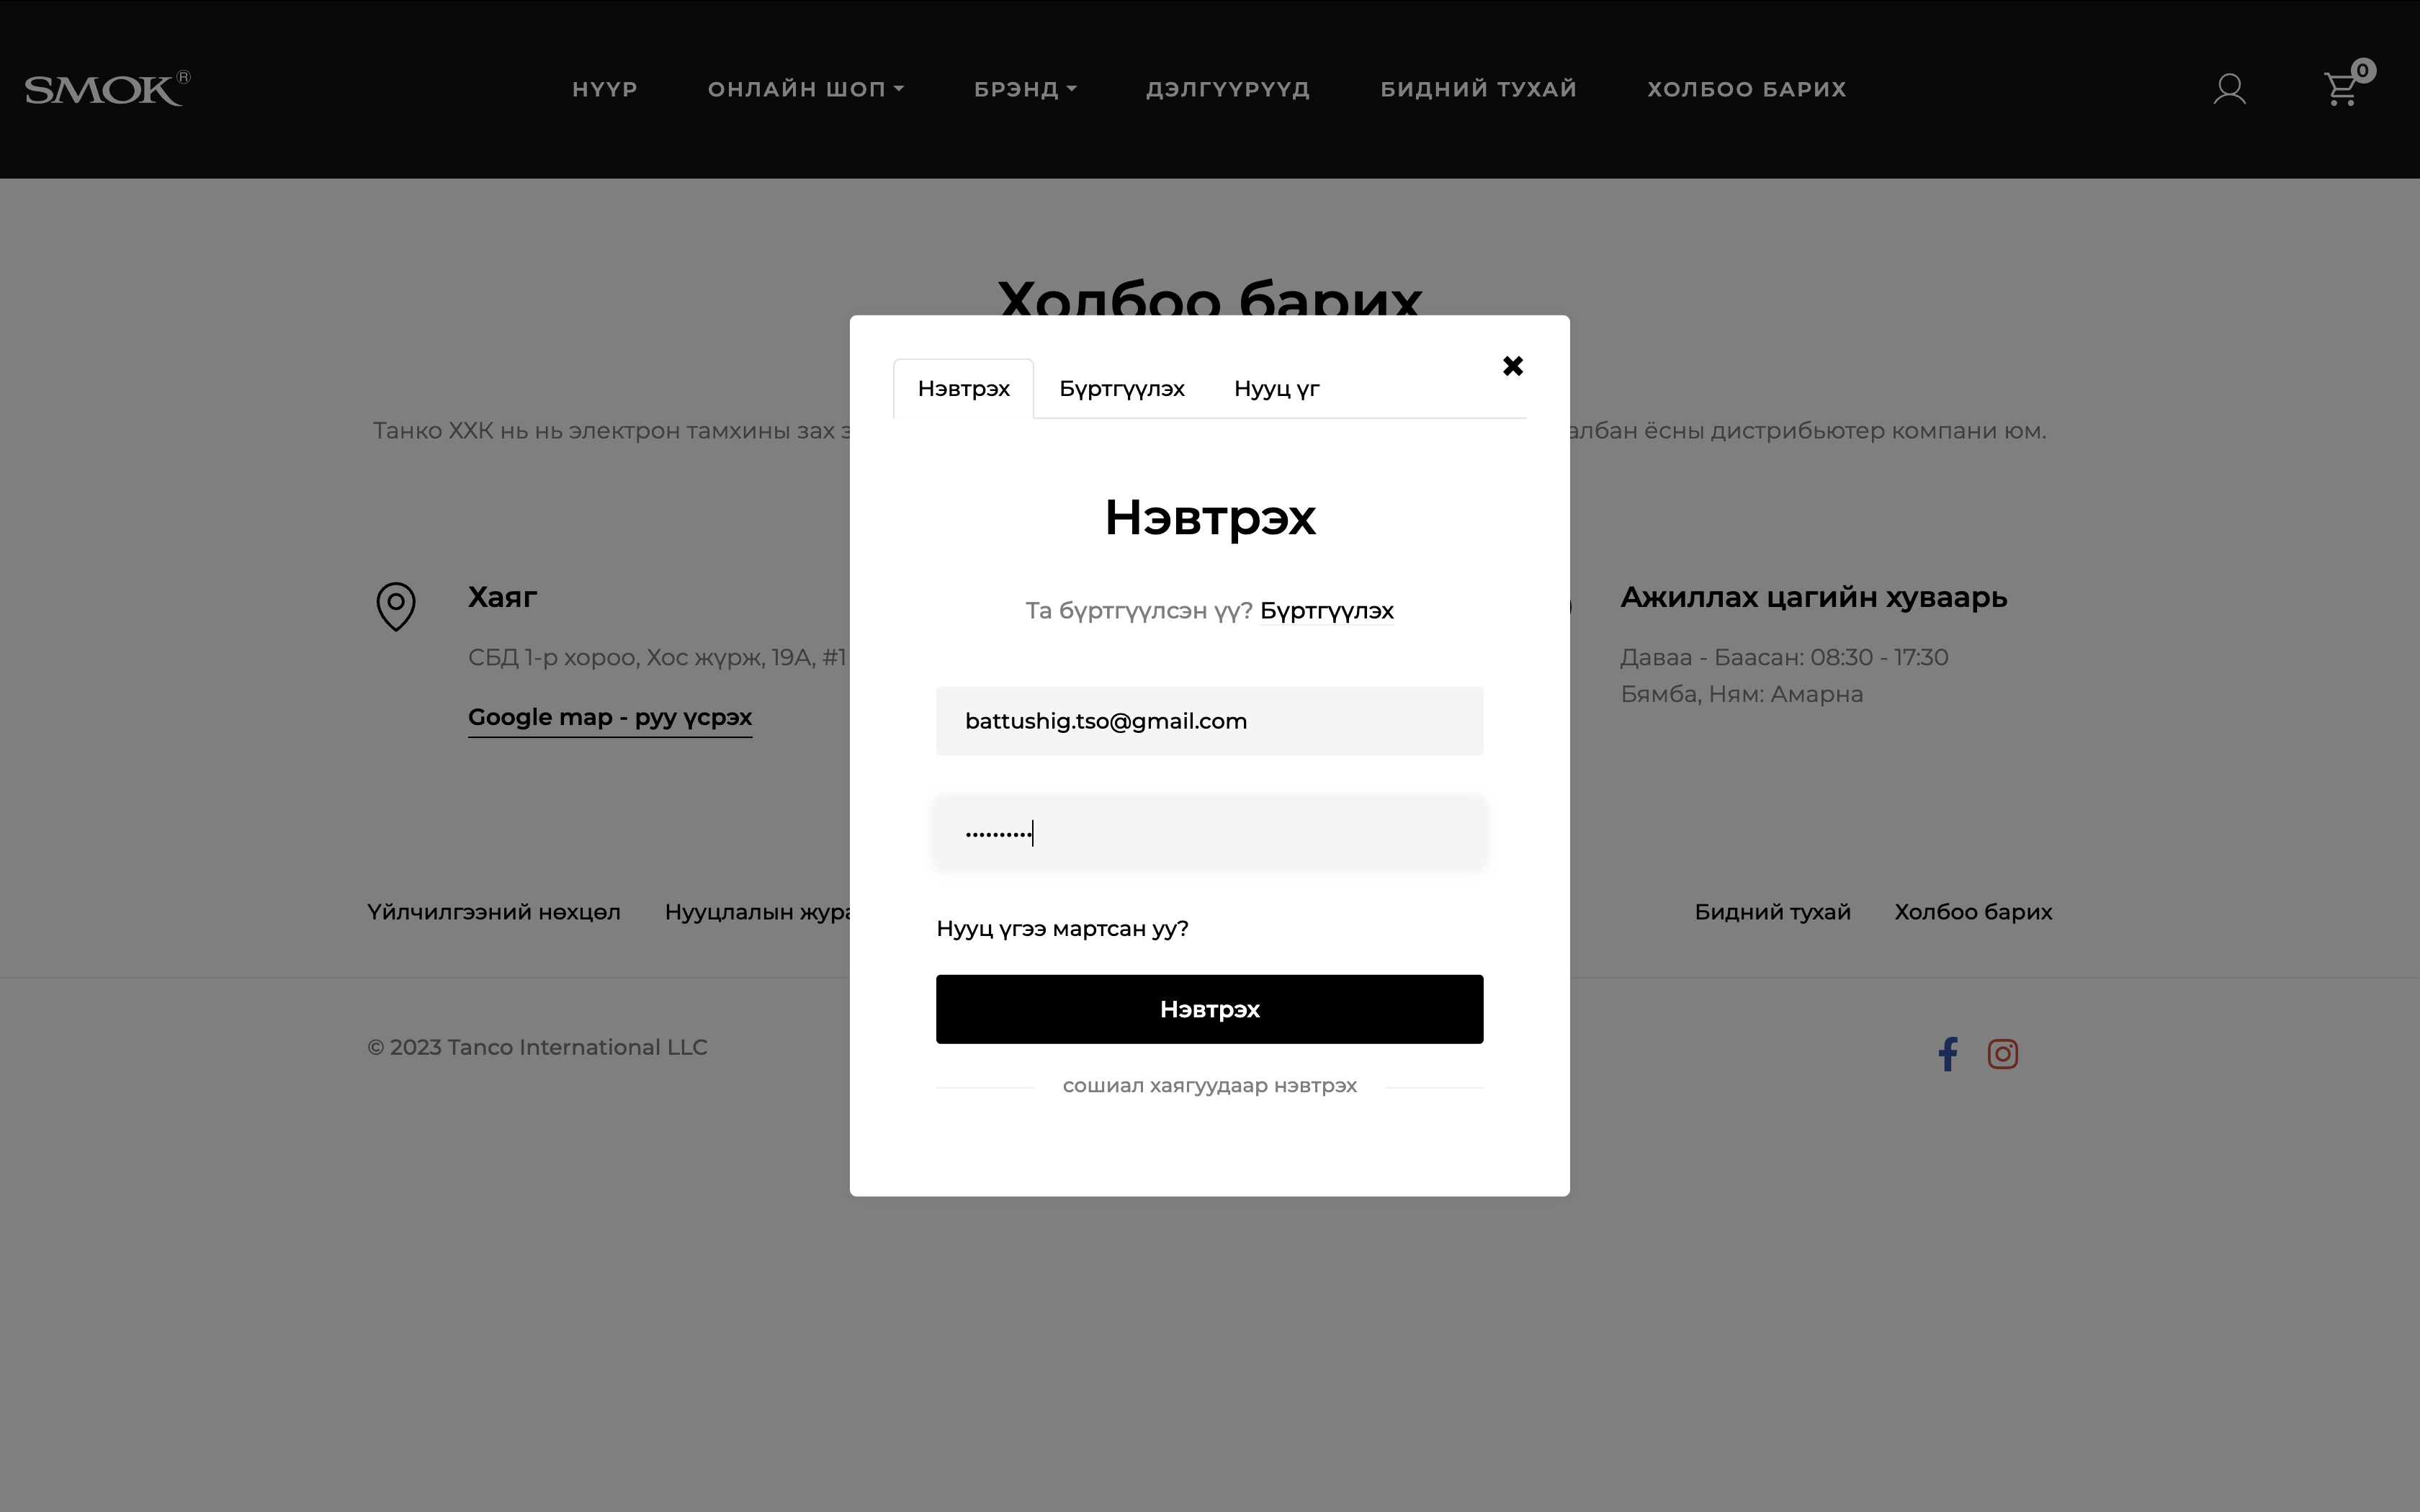 SMOK®
НҮҮР
ОНЛАЙН ШОП
БРЭНД
ДЭЛГҮҮРҮҮД
БИДНИЙ ТУХАЙ
ХОЛБОО БАРИХ
0
Холбоо барих
Нэвтрэх
Бүртгүүлэх
Нууц үг
Танко ХХК нь нь электрон тамхины зах
албан ёсны дистрибьютер компани юм.
Нэвтрэх
Та бүртгүүлсэн үү? Бүртгүүлэх
Хаяг
СБД 1-р хороо, Хос жүрж, 19А, #1
Google map - руу үсрэх
Ажиллах цагийн хуваарь
Даваа - Баасан: 08:30 - 17:30
Бямба, Ням: Амарна
battushig.tso@gmail.com
••••••••••
Нууц үгээ мартсан уу?
Нэвтрэх
сошиал хаягуудаар нэвтрэх
Үйлчилгээний нөхцөл
Нууцлалын
Бидний тухай
Холбоо барих
© 2023 Tanco International LLC